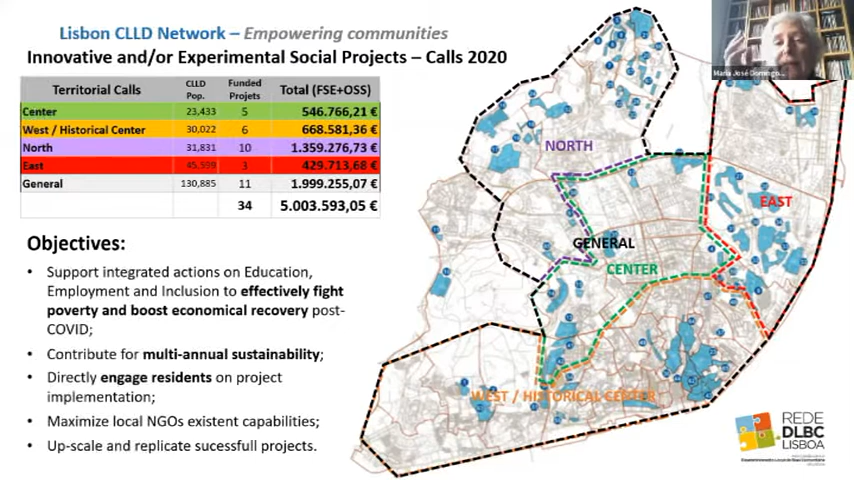 Lisbon CLLD Network – Empowering communities
Innovative and/or Experimental Social Projects – Calls 2020
Territorial Calls CLLD Pop. Funded Projets Total (FSE+OSS)
Center 23,433 5 546.766,21 €
West / Historical Center 30,022 6 668.581,36 €
North 31,831 10 1.359.276,73 €
East 45,599 3 429.713,68 €
General 130,885 11 1.999.255,07 €
34 5.003.593,05 €
Objectives:
• Support integrated actions on Education,
Employment and Inclusion to effectively fight
poverty and boost economical recovery post-
COVID;
• Contribute for multi-annual sustainability;
• Directly engage residents on project
implementation;
• Maximize local NGOs existent capabilities;
• Up-scale and replicate sucessfull projects.
NORTH
EAST
GENERAL
CENTER
WEST / HISTORICAL CENTER
Maria José Domingo...
REDE
DLBC
LISBOA